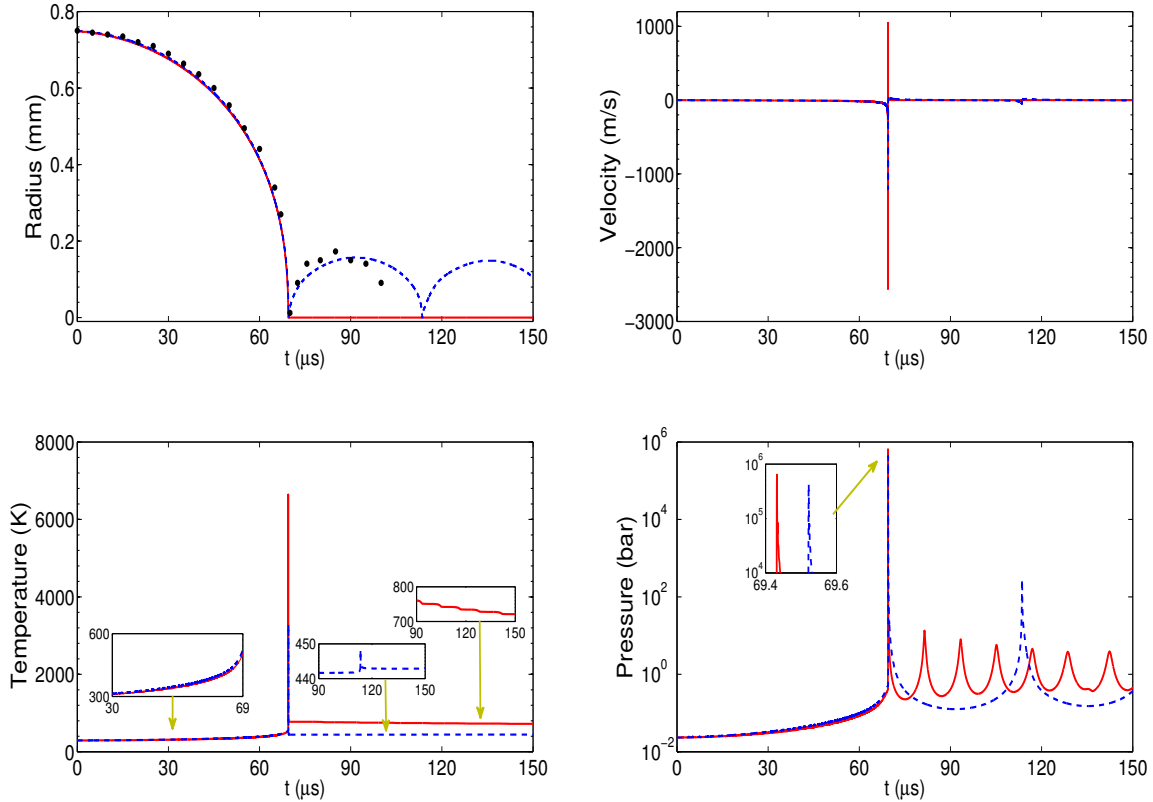 0.8
0.6
0.4
0.2
0
Radius (mm)
0 30 60 90 120 150
t (μs)
1000
0
−1000
−2000
−3000
Velocity (m/s)
0 30 60 90 120 150
t (μs)
8000
6000
4000
2000
0
Temperature (K)
600
300
30 69
450
440
90 120 150
800
700
90 120 150
0 30 60 90 120 150
t (μs)
10^6
10^4
10^2
10^0
10^−2
Pressure (bar)
10^6
10^5
10^4
69.4 69.6
0 30 60 90 120 150
t (μs)